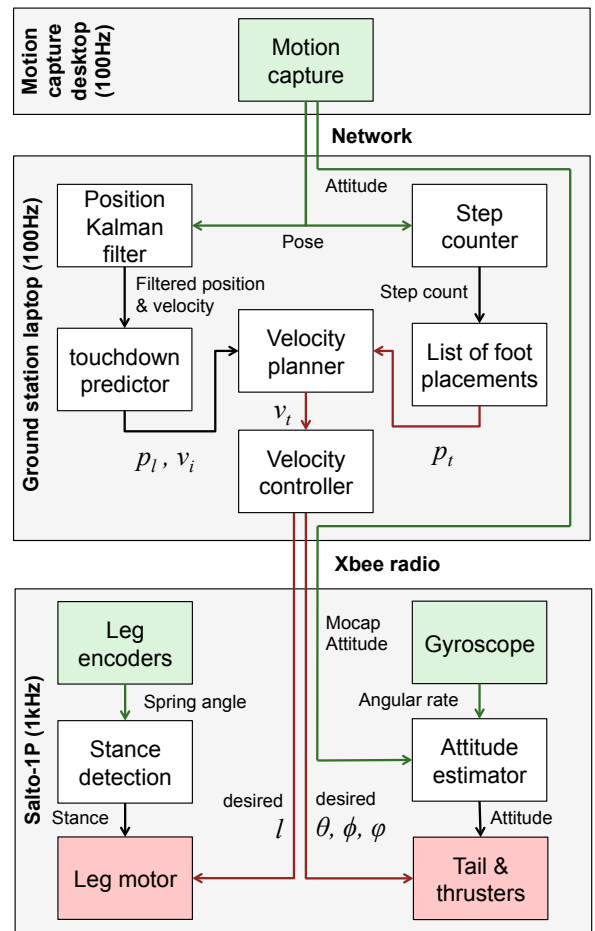 Motion
capture
desktop
(100Hz)
Motion
capture
Network
Ground station laptop (100Hz)
Attitude
Position
Kalman
filter
Pose
Step
counter
Filtered position
& velocity
Step count
touchdown
predictor
Velocity
planner
List of foot
placements
v_t
p_l , v_i
p_t
Velocity
controller
Xbee radio
Salto-1P (1kHz)
Leg
encoders
Mocap
Attitude
Gyroscope
Spring angle
Angular rate
Stance
detection
Attitude
estimator
Stance
desired
l
desired
θ, ϕ, φ
Attitude
Leg motor
Tail &
thrusters